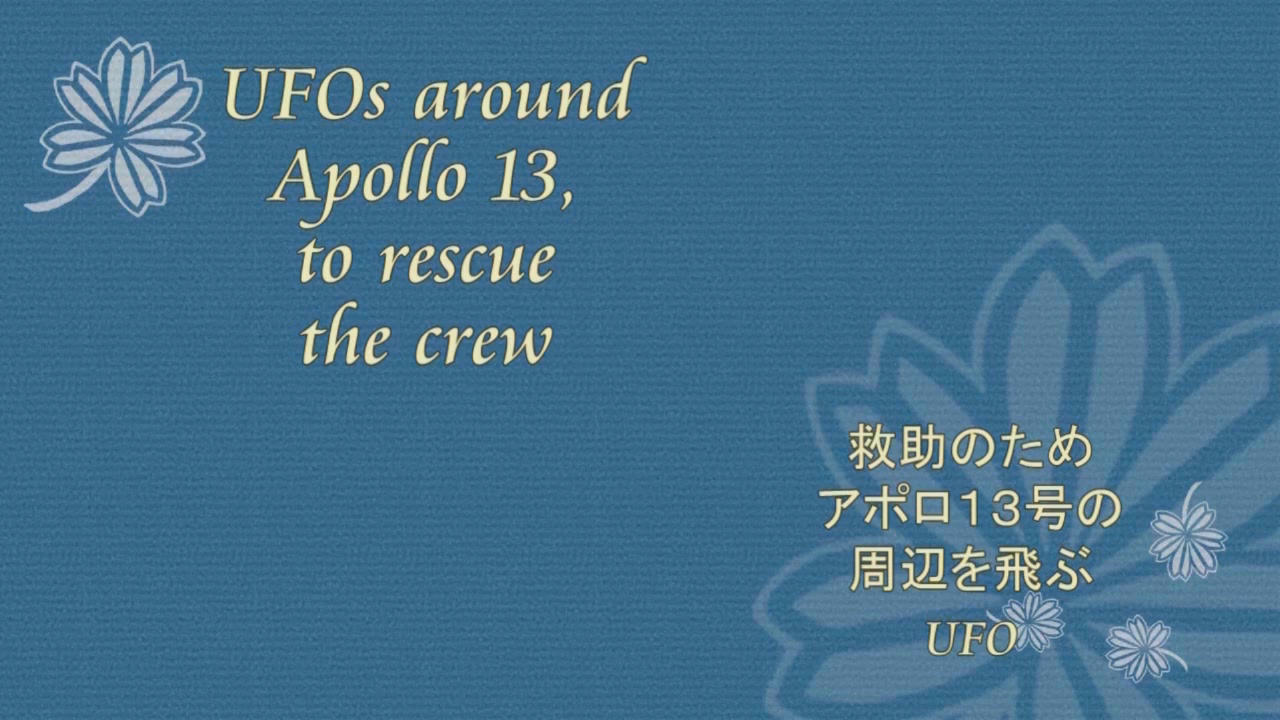 UFOs around
Apollo 13,
to rescue
the crew
救助のため
アポロ１３号の
周辺を飛ぶ
UFO